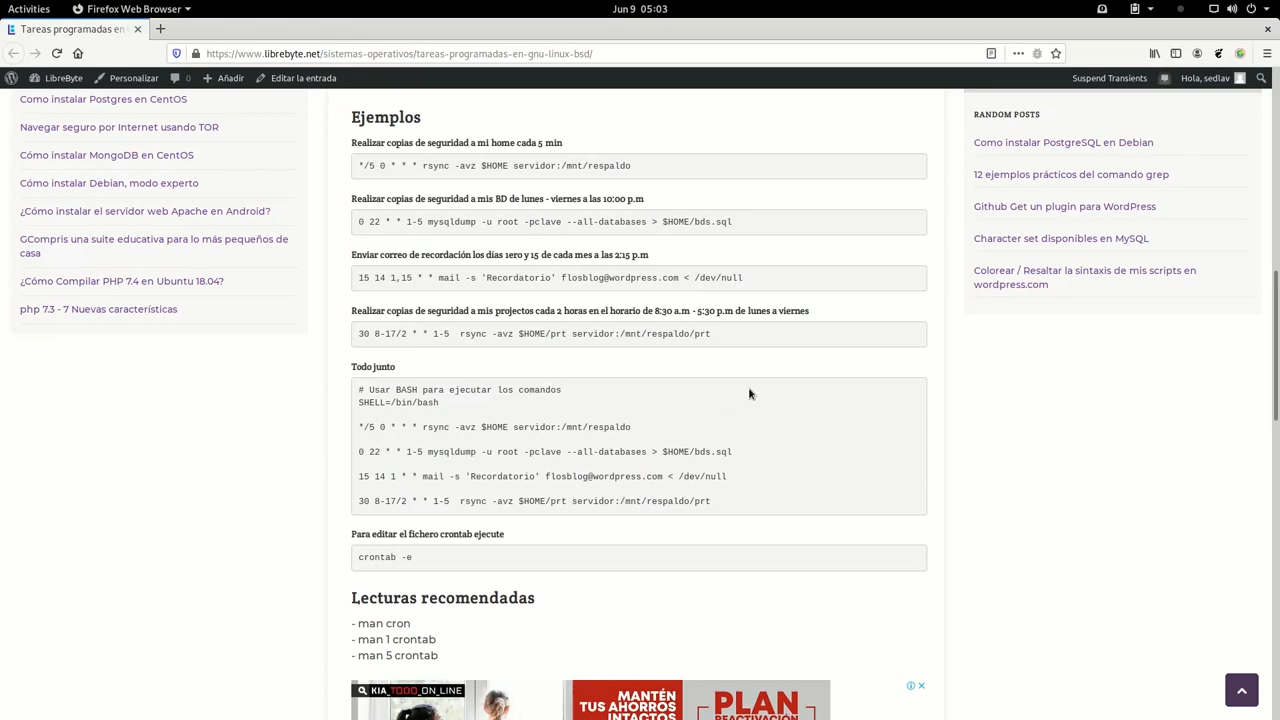 Activities
Firefox Web Browser
Jun 9 05:03
Tareas programadas en
https://www.librebyte.net/sistemas-operativos/tareas-programadas-en-gnu-linux-bsd/
LibreByte
Personalizar
0
Añadir
Editar la entrada
Suspend Transients
Hola, sedlav
Como instalar Postgres en CentOS
Navegar seguro por Internet usando TOR
Cómo instalar MongoDB en CentOS
Cómo instalar Debian, modo experto
¿Cómo instalar el servidor web Apache en Android?
GCompris una suite educativa para lo más pequeños de
casa
¿Cómo Compilar PHP 7.4 en Ubuntu 18.04?
php 7.3 - 7 Nuevas características
Ejemplos
Realizar copias de seguridad a mi home cada 5 min
*/5 0 * * * rsync -avz $HOME servidor:/mnt/respaldo
Realizar copias de seguridad a mis BD de lunes - viernes a las 10:00 p.m
0 22 * * 1-5 mysqldump -u root -pclave --all-databases > $HOME/bds.sql
Enviar correo de recordación los días 1ero y 15 de cada mes a las 2:15 p.m
15 14 1,15 * * mail -s 'Recordatorio' flosblog@wordpress.com < /dev/null
Realizar copias de seguridad a mis projectos cada 2 horas en el horario de 8:30 a.m - 5:30 p.m de lunes a viernes
30 8-17/2 * * 1-5  rsync -avz $HOME/prt servidor:/mnt/respaldo/prt
Todo junto
# Usar BASH para ejecutar los comandos
SHELL=/bin/bash
*/5 0 * * * rsync -avz $HOME servidor:/mnt/respaldo
0 22 * * 1-5 mysqldump -u root -pclave --all-databases > $HOME/bds.sql
15 14 1 * * mail -s 'Recordatorio' flosblog@wordpress.com < /dev/null
30 8-17/2 * * 1-5  rsync -avz $HOME/prt servidor:/mnt/respaldo/prt
Para editar el fichero crontab ejecute
crontab -e
Lecturas recomendadas
- man cron
- man 1 crontab
- man 5 crontab
KIA_TODO_ON_LINE
MANTÉN
TUS AHORROS
INTACTOS
PLAN
REACTIVACIÓN
RANDOM POSTS
Como instalar PostgreSQL en Debian
12 ejemplos prácticos del comando grep
Github Get un plugin para WordPress
Character set disponibles en MySQL
Colorear / Resaltar la sintaxis de mis scripts en
wordpress.com